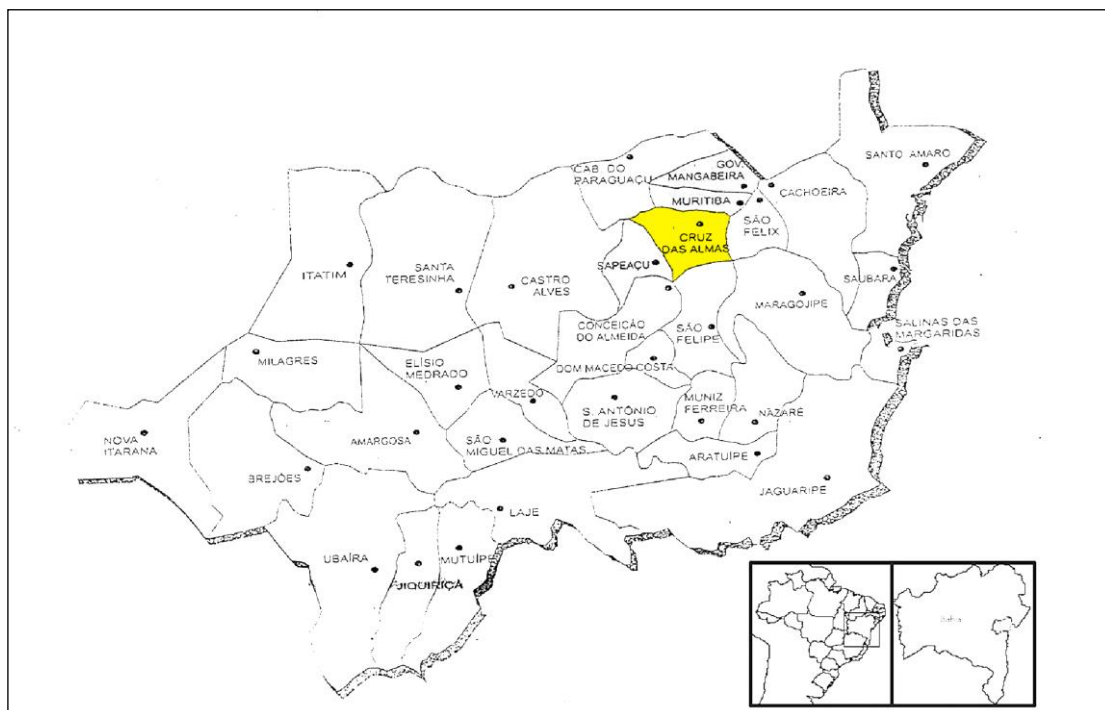 SANTO AMARO
GOV.
MANGABEIRA
CAB. DO
PARAGUAÇU
CACHOEIRA
MURITIBA
SÃO
FELIX
CRUZ
DAS ALMAS
SAPEAÇU
ITATIM
SANTA
TERESINHA
CASTRO
ALVES
SAUBARA
MARAGOJIPE
CONCEIÇÃO
DO ALMEIDA
SÃO
FELIPE
SALINAS DAS
MARGARIDAS
MILAGRES
ELÍSIO
MEDRADO
DOM MACEDO COSTA
VARZEDO
S. ANTÔNIO
DE JESUS
MUNIZ
FERREIRA
NAZARÉ
NOVA
ITARANA
AMARGOSA
SÃO
MIGUEL DAS MATAS
ARATUÍPE
BREJÕES
JAGUARIPE
LAJE
UBAÍRA
MUTUÍPE
JIQUIRIÇÁ
Bahia